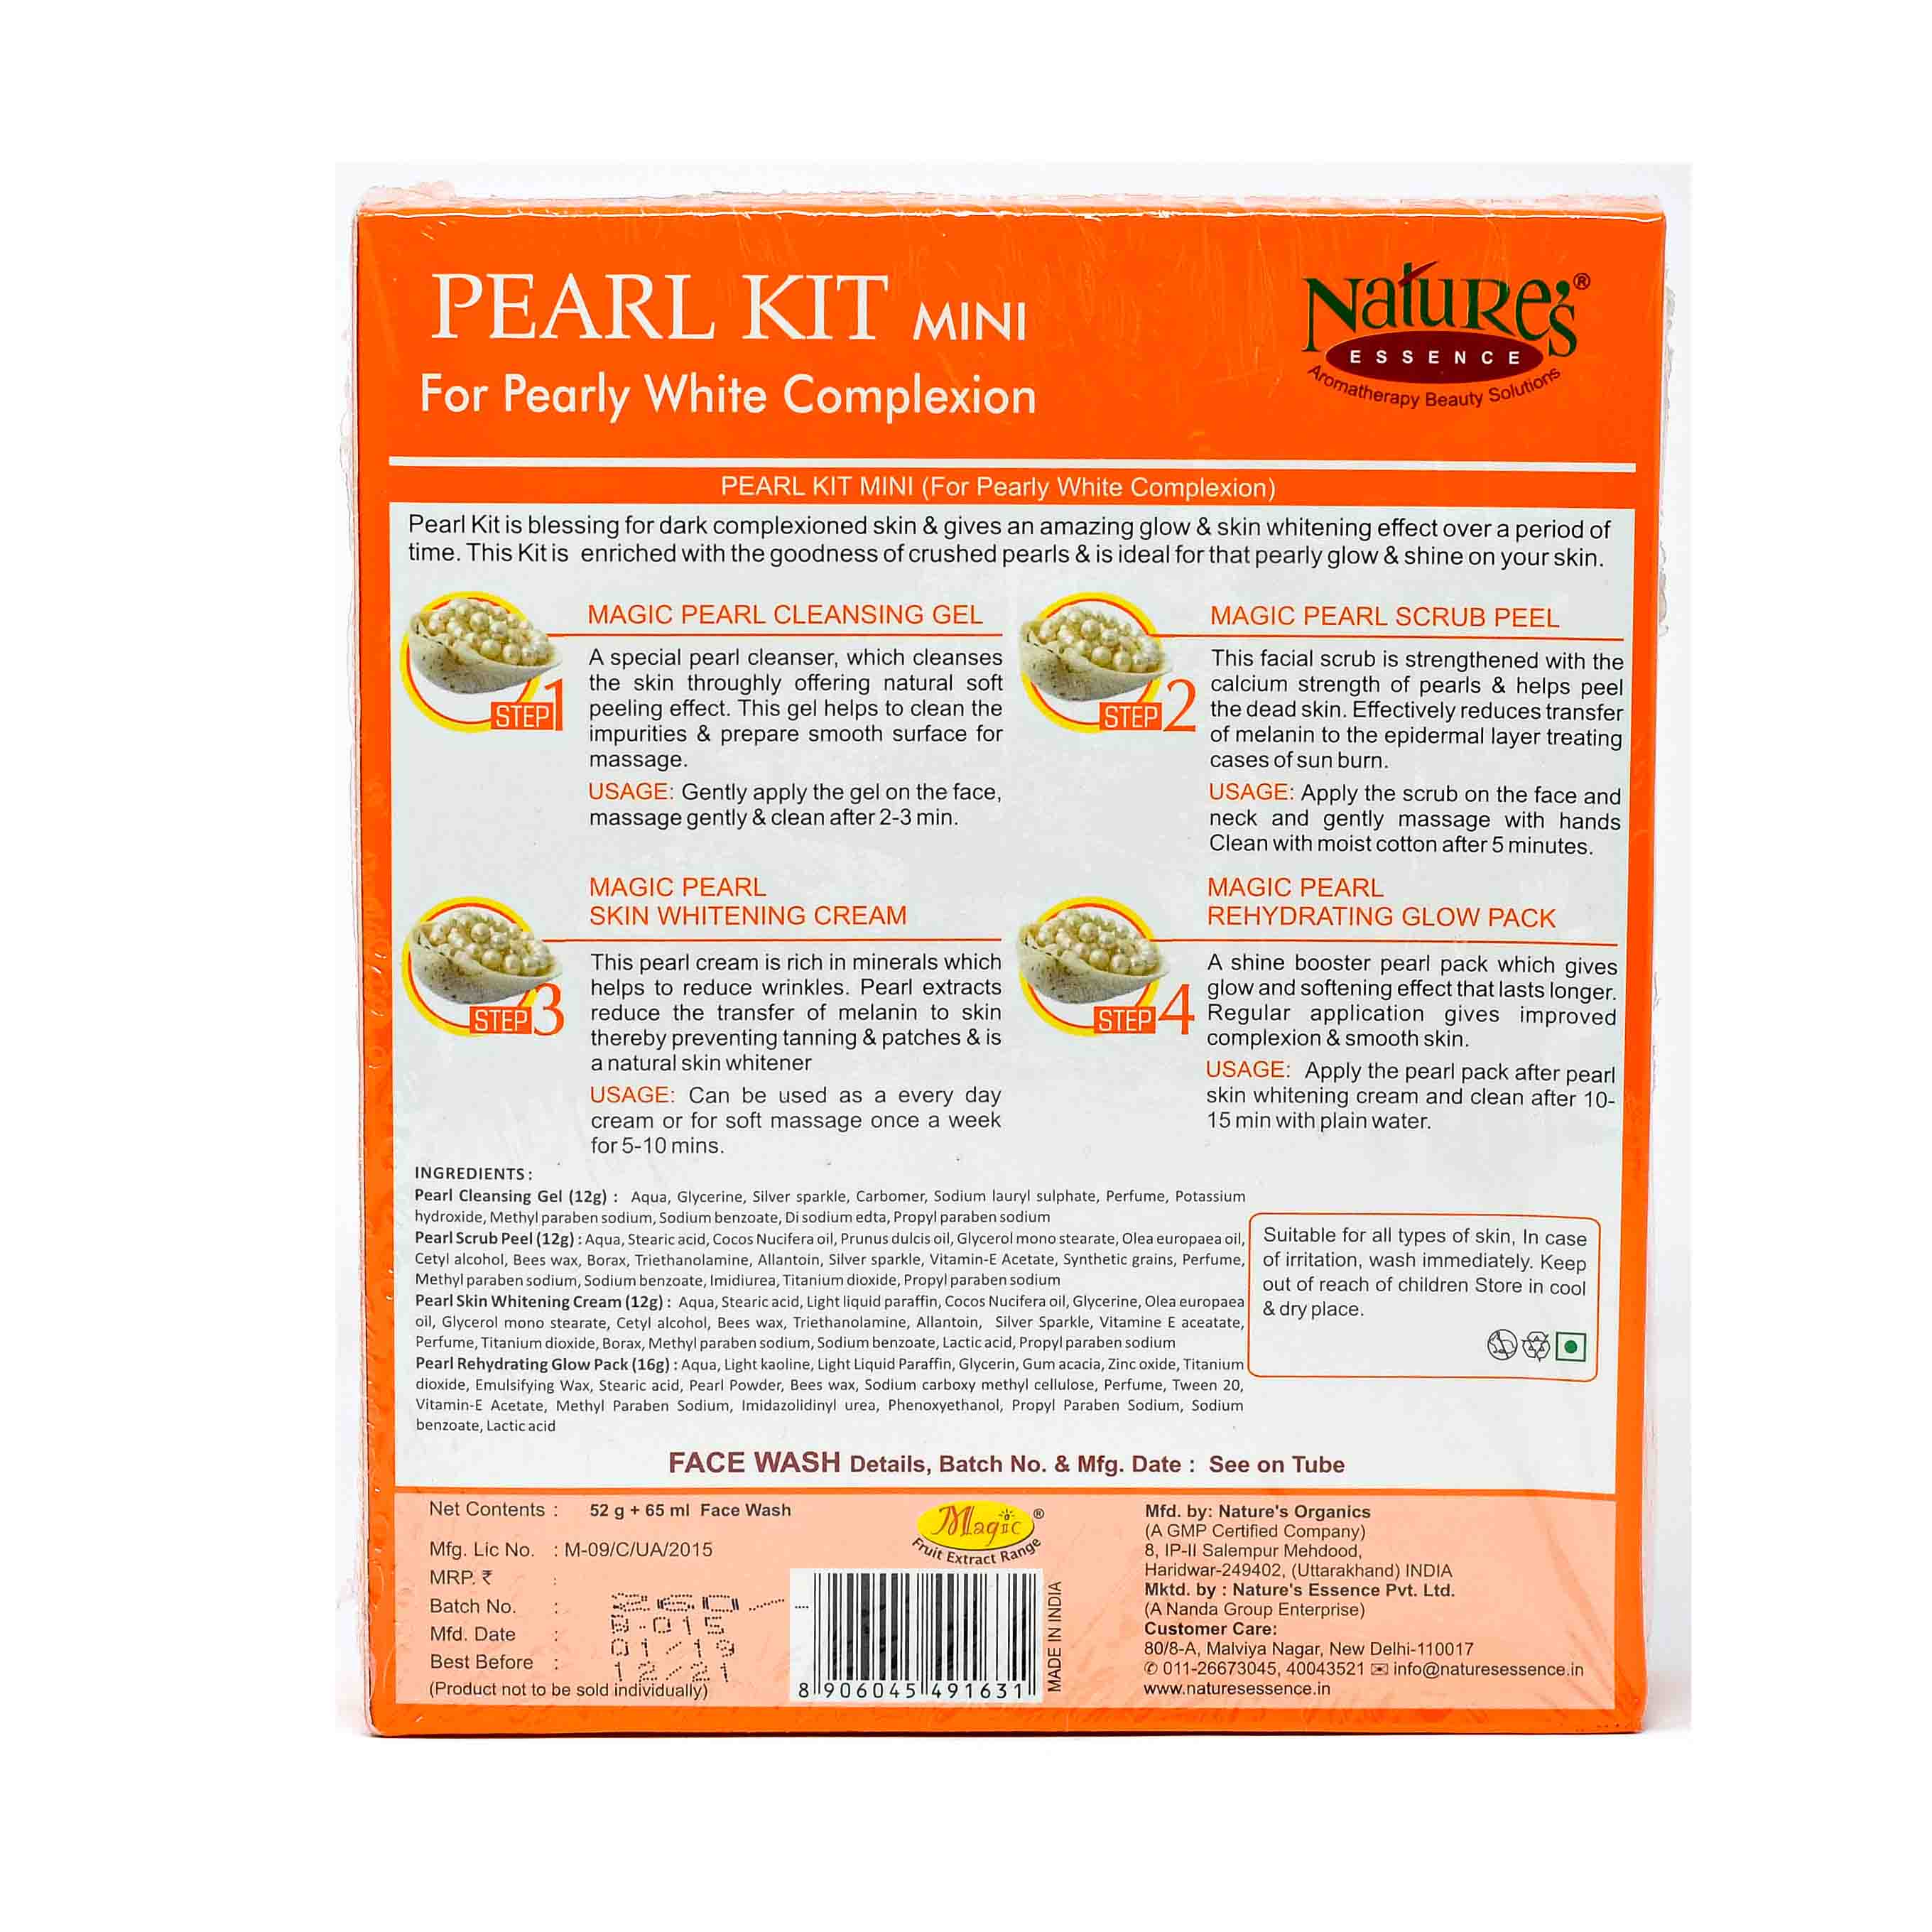 PEARL KIT MINI
For Pearly White Complexion
NATURe's®
ESSENCE
Aromatherapy Beauty Solutions
PEARL KIT MINI (For Pearly White Complexion)
Pearl Kit is blessing for dark complexioned skin & gives an amazing glow & skin whitening effect over a period of
time. This Kit is enriched with the goodness of crushed pearls & is ideal for that pearly glow & shine on your skin.
STEP 1
MAGIC PEARL CLEANSING GEL
A special pearl cleanser, which cleanses
the skin throughly offering natural soft
peeling effect. This gel helps to clean the
impurities & prepare smooth surface for
massage.
USAGE: Gently apply the gel on the face,
massage gently & clean after 2-3 min.
STEP 2
MAGIC PEARL SCRUB PEEL
This facial scrub is strengthened with the
calcium strength of pearls & helps peel
the dead skin. Effectively reduces transfer
of melanin to the epidermal layer treating
cases of sun burn.
USAGE: Apply the scrub on the face and
neck and gently massage with hands
Clean with moist cotton after 5 minutes.
STEP 3
MAGIC PEARL
SKIN WHITENING CREAM
This pearl cream is rich in minerals which
helps to reduce wrinkles. Pearl extracts
reduce the transfer of melanin to skin
thereby preventing tanning & patches & is
a natural skin whitener
USAGE: Can be used as a every day
cream or for soft massage once a week
for 5-10 mins.
STEP 4
MAGIC PEARL
REHYDRATING GLOW PACK
A shine booster pearl pack which gives
glow and softening effect that lasts longer.
Regular application gives improved
complexion & smooth skin.
USAGE: Apply the pearl pack after pearl
skin whitening cream and clean after 10-
15 min with plain water.
INGREDIENTS:
Pearl Cleansing Gel (12g) : Aqua, Glycerine, Silver sparkle, Carbomer, Sodium lauryl sulphate, Perfume, Potassium
hydroxide, Methyl paraben sodium, Sodium benzoate, Di sodium edta, Propyl paraben sodium
Pearl Scrub Peel (12g) : Aqua, Stearic acid, Cocos Nucifera oil, Prunus dulcis oil, Glycerol mono stearate, Olea europaea oil,
Cetyl alcohol, Bees wax, Borax, Triethanolamine, Allantoin, Silver sparkle, Vitamin-E Acetate, Synthetic grains, Perfume,
Methyl paraben sodium, Sodium benzoate, Imidiurea, Titanium dioxide, Propyl paraben sodium
Pearl Skin Whitening Cream (12g) : Aqua, Stearic acid, Light liquid paraffin, Cocos Nucifera oil, Glycerine, Olea europaea
oil, Glycerol mono stearate, Cetyl alcohol, Bees wax, Triethanolamine, Allantoin, Silver Sparkle, Vitamine E aceatate,
Perfume, Titanium dioxide, Borax, Methyl paraben sodium, Sodium benzoate, Lactic acid, Propyl paraben sodium
Pearl Rehydrating Glow Pack (16g) : Aqua, Light kaoline, Light Liquid Paraffin, Glycerin, Gum acacia, Zinc oxide, Titanium
dioxide, Emulsifying Wax, Stearic acid, Pearl Powder, Bees wax, Sodium carboxy methyl cellulose, Perfume, Tween 20,
Vitamin-E Acetate, Methyl Paraben Sodium, Imidazolidinyl urea, Phenoxyethanol, Propyl Paraben Sodium, Sodium
benzoate, Lactic acid
Suitable for all types of skin, In case
of irritation, wash immediately. Keep
out of reach of children Store in cool
& dry place.
FACE WASH Details, Batch No. & Mfg. Date : See on Tube
Net Contents : 52 g + 65 ml Face Wash
Mfg. Lic No. : M-09/C/UA/2015
MRP. ₹ : 260/-
Batch No. : B-015
Mfd. Date : 01/19
Best Before : 12/21
(Product not to be sold individually)
Magic®
Fruit Extract Range
8 906045 491631
MADE IN INDIA
Mfd. by: Nature's Organics
(A GMP Certified Company)
8, IP-II Salempur Mehdood,
Haridwar-249402, (Uttarakhand) INDIA
Mktd. by : Nature's Essence Pvt. Ltd.
(A Nanda Group Enterprise)
Customer Care:
80/8-A, Malviya Nagar, New Delhi-110017
✆ 011-26673045, 40043521 ✉ info@naturesessence.in
www.naturesessence.in